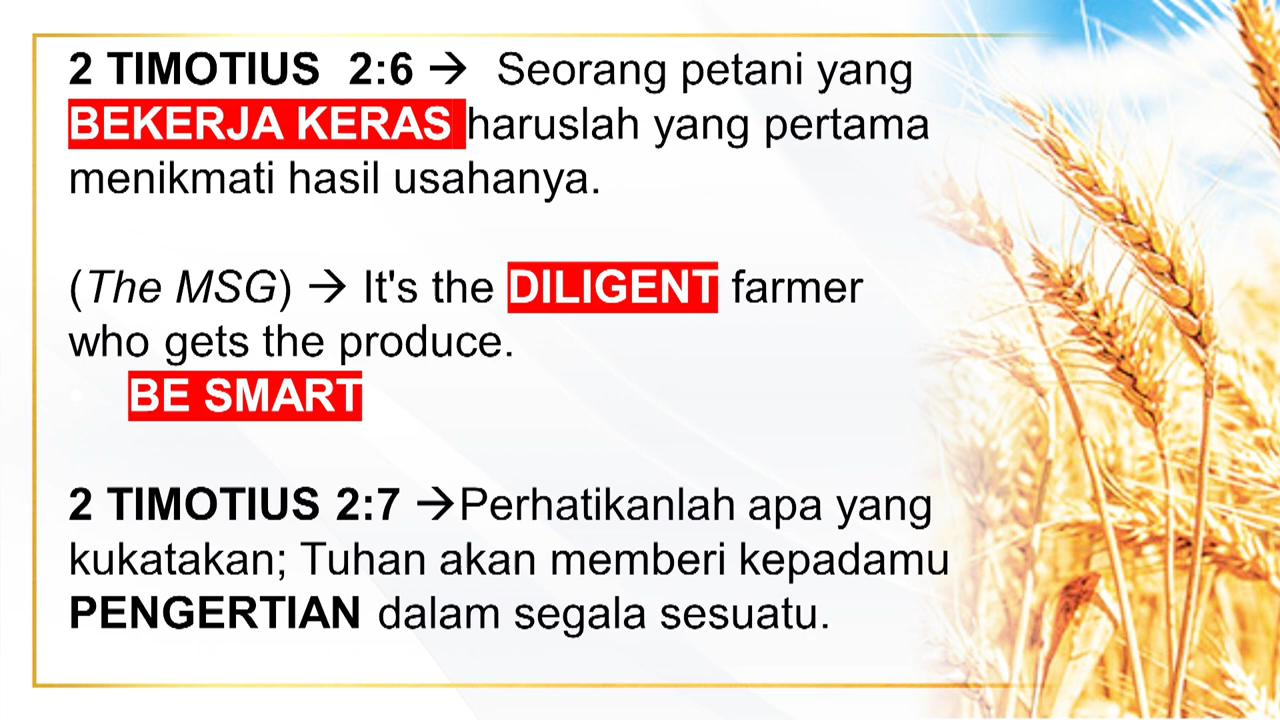 2 TIMOTIUS 2:6 → Seorang petani yang
BEKERJA KERAS haruslah yang pertama
menikmati hasil usahanya.
(The MSG) → It's the DILIGENT farmer
who gets the produce.
BE SMART
2 TIMOTIUS 2:7 →Perhatikanlah apa yang
kukatakan; Tuhan akan memberi kepadamu
PENGERTIAN dalam segala sesuatu.